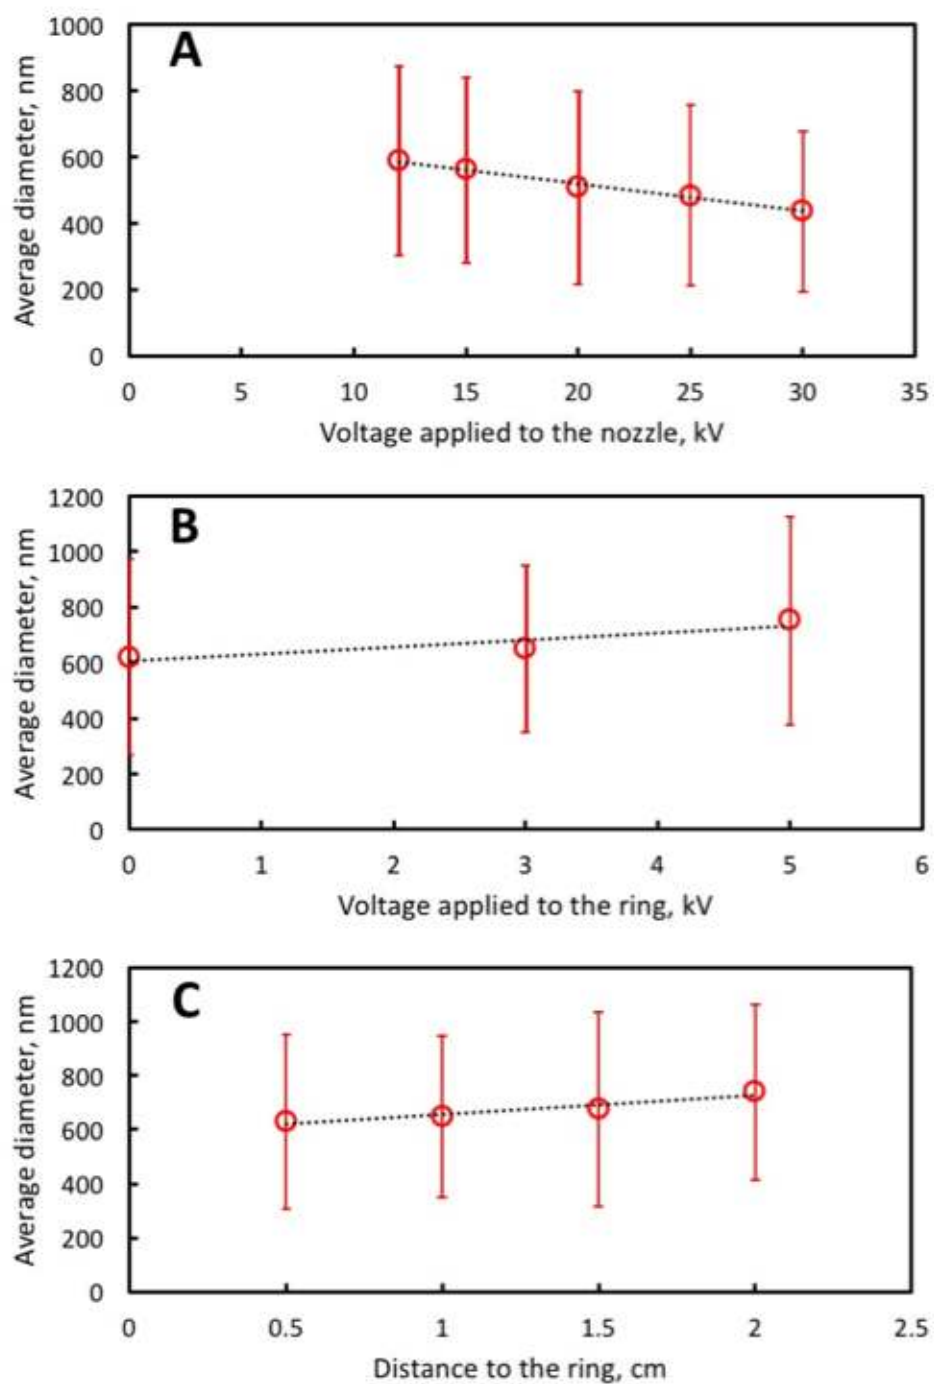 A
Average diameter, nm
1000
800
600
400
200
0
0 5 10 15 20 25 30 35
Voltage applied to the nozzle, kV
B
Average diameter, nm
1200
1000
800
600
400
200
0
0 1 2 3 4 5 6
Voltage applied to the ring, kV
C
Average diameter, nm
1200
1000
800
600
400
200
0
0 0.5 1 1.5 2 2.5
Distance to the ring, cm